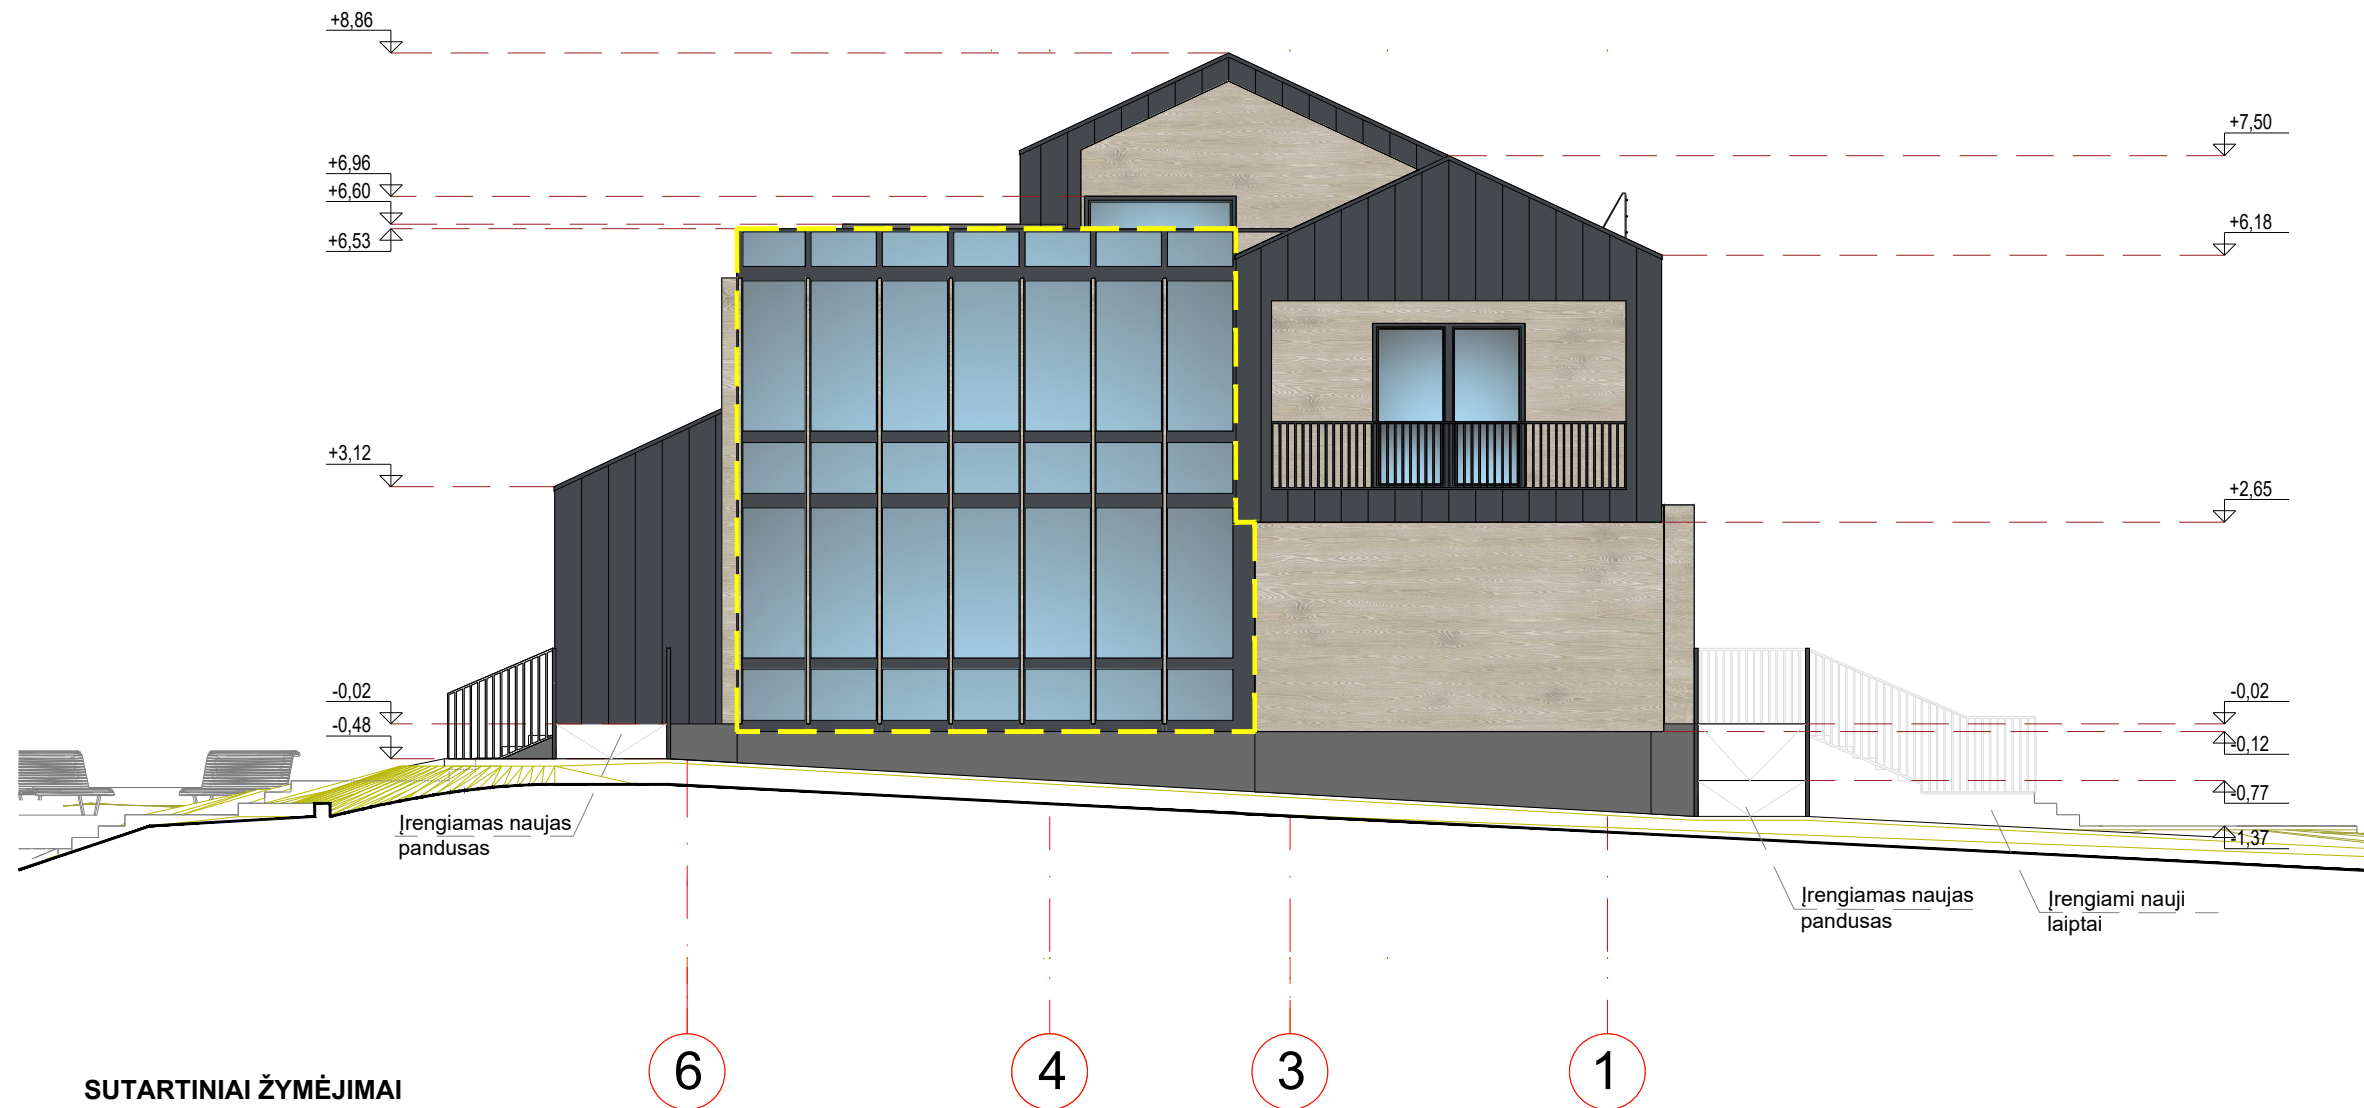 +8,86
+7,50
+6,96
+6,60
+6,53
+6,18
+3,12
+2,65
-0,02
-0,48
-0,02
-0,12
-0,77
-1,37
Įrengiamas naujas
pandusas
Įrengiamas naujas
pandusas
Įrengiami nauji
laiptai
6
4
3
1
SUTARTINIAI ŽYMĖJIMAI